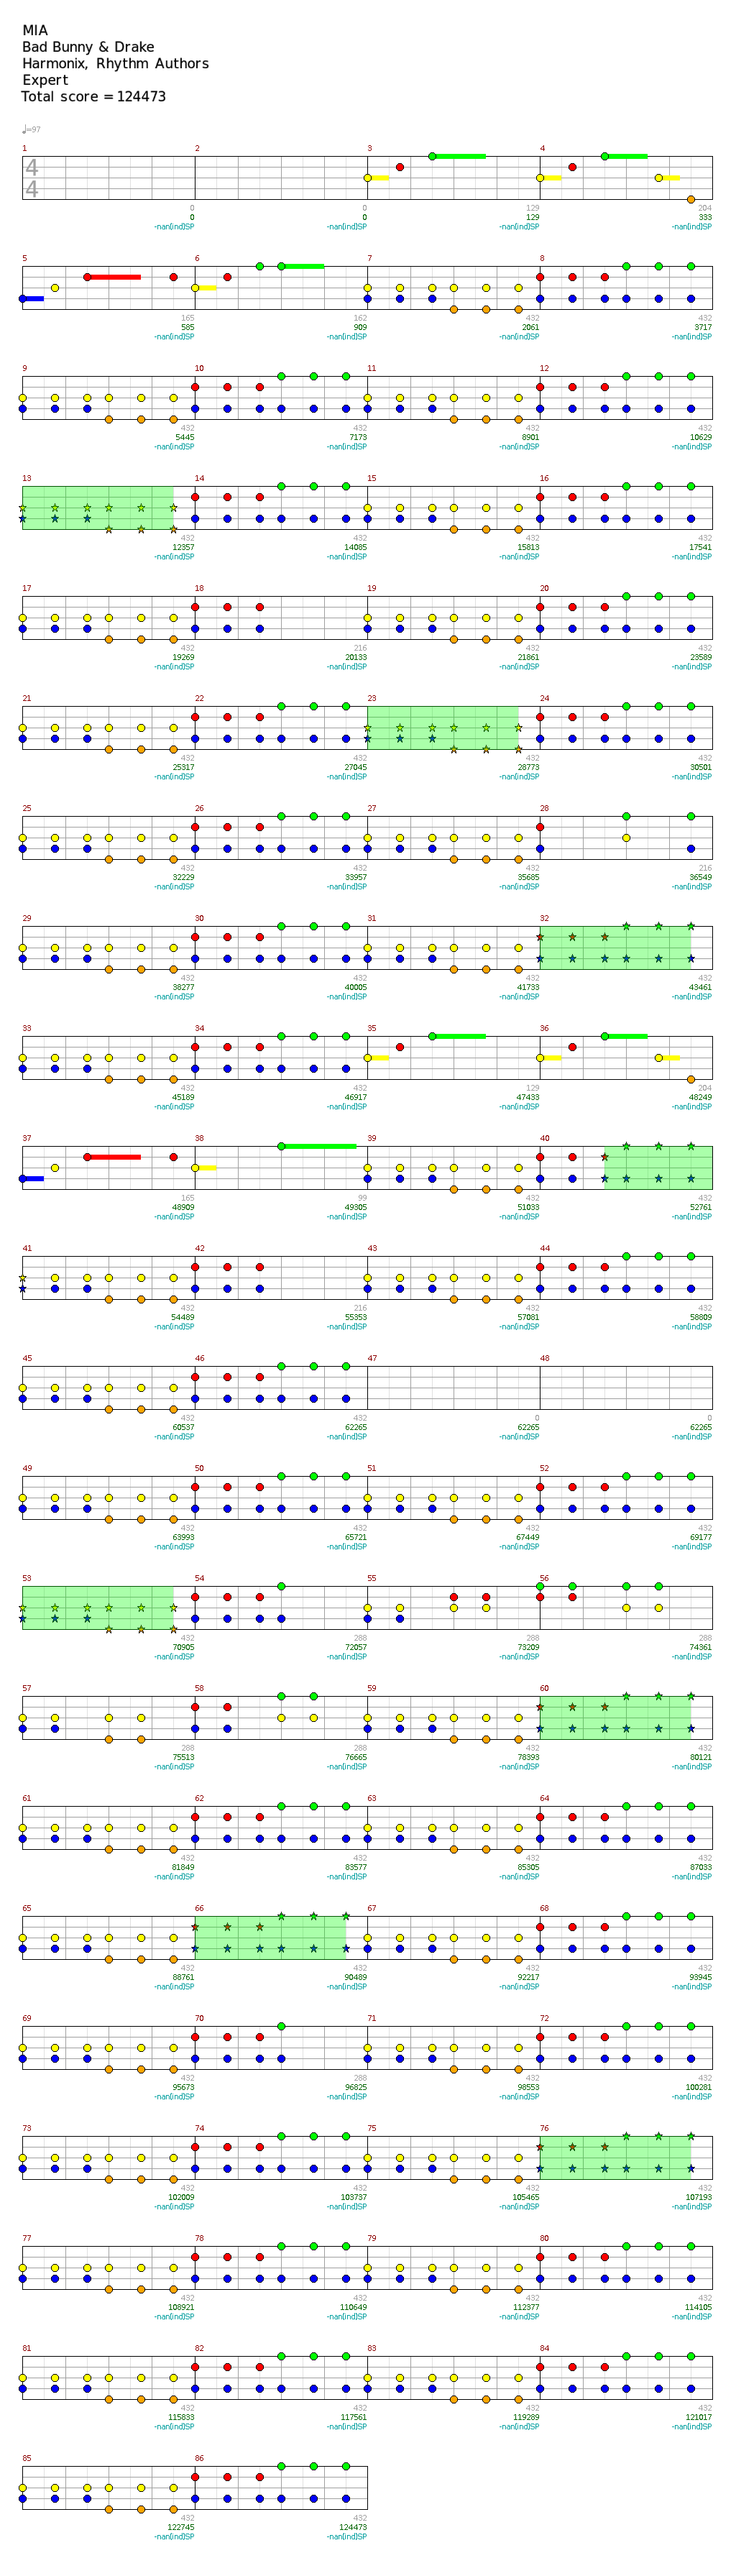 MIA
Bad Bunny & Drake
Harmonix, Rhythm Authors
Expert
Total score = 124473
♩=97
1 2 3 4
4
4
0 0 129 204
0 0 129 333
-nan(ind)SP -nan(ind)SP -nan(ind)SP -nan(ind)SP
5 6 7 8
165 162 432 432
585 909 2061 3717
-nan(ind)SP -nan(ind)SP -nan(ind)SP -nan(ind)SP
9 10 11 12
432 432 432 432
5445 7173 8901 10629
-nan(ind)SP -nan(ind)SP -nan(ind)SP -nan(ind)SP
13 14 15 16
432 432 432 432
12357 14085 15813 17541
-nan(ind)SP -nan(ind)SP -nan(ind)SP -nan(ind)SP
17 18 19 20
432 216 432 432
19269 20133 21861 23589
-nan(ind)SP -nan(ind)SP -nan(ind)SP -nan(ind)SP
21 22 23 24
432 432 432 432
25317 27045 28773 30501
-nan(ind)SP -nan(ind)SP -nan(ind)SP -nan(ind)SP
25 26 27 28
432 432 432 216
32229 33957 35685 36549
-nan(ind)SP -nan(ind)SP -nan(ind)SP -nan(ind)SP
29 30 31 32
432 432 432 432
38277 40005 41733 43461
-nan(ind)SP -nan(ind)SP -nan(ind)SP -nan(ind)SP
33 34 35 36
432 432 129 204
45189 46917 47433 48249
-nan(ind)SP -nan(ind)SP -nan(ind)SP -nan(ind)SP
37 38 39 40
165 99 432 432
48909 49305 51033 52761
-nan(ind)SP -nan(ind)SP -nan(ind)SP -nan(ind)SP
41 42 43 44
432 216 432 432
54489 55353 57081 58809
-nan(ind)SP -nan(ind)SP -nan(ind)SP -nan(ind)SP
45 46 47 48
432 432 0 0
60537 62265 62265 62265
-nan(ind)SP -nan(ind)SP -nan(ind)SP -nan(ind)SP
49 50 51 52
432 432 432 432
63993 65721 67449 69177
-nan(ind)SP -nan(ind)SP -nan(ind)SP -nan(ind)SP
53 54 55 56
432 288 288 288
70905 72057 73209 74361
-nan(ind)SP -nan(ind)SP -nan(ind)SP -nan(ind)SP
57 58 59 60
288 288 432 432
75513 76665 78393 80121
-nan(ind)SP -nan(ind)SP -nan(ind)SP -nan(ind)SP
61 62 63 64
432 432 432 432
81849 83577 85305 87033
-nan(ind)SP -nan(ind)SP -nan(ind)SP -nan(ind)SP
65 66 67 68
432 432 432 432
88761 90489 92217 93945
-nan(ind)SP -nan(ind)SP -nan(ind)SP -nan(ind)SP
69 70 71 72
432 288 432 432
95673 96825 98553 100281
-nan(ind)SP -nan(ind)SP -nan(ind)SP -nan(ind)SP
73 74 75 76
432 432 432 432
102009 103737 105465 107193
-nan(ind)SP -nan(ind)SP -nan(ind)SP -nan(ind)SP
77 78 79 80
432 432 432 432
108921 110649 112377 114105
-nan(ind)SP -nan(ind)SP -nan(ind)SP -nan(ind)SP
81 82 83 84
432 432 432 432
115833 117561 119289 121017
-nan(ind)SP -nan(ind)SP -nan(ind)SP -nan(ind)SP
85 86
432 432
122745 124473
-nan(ind)SP -nan(ind)SP